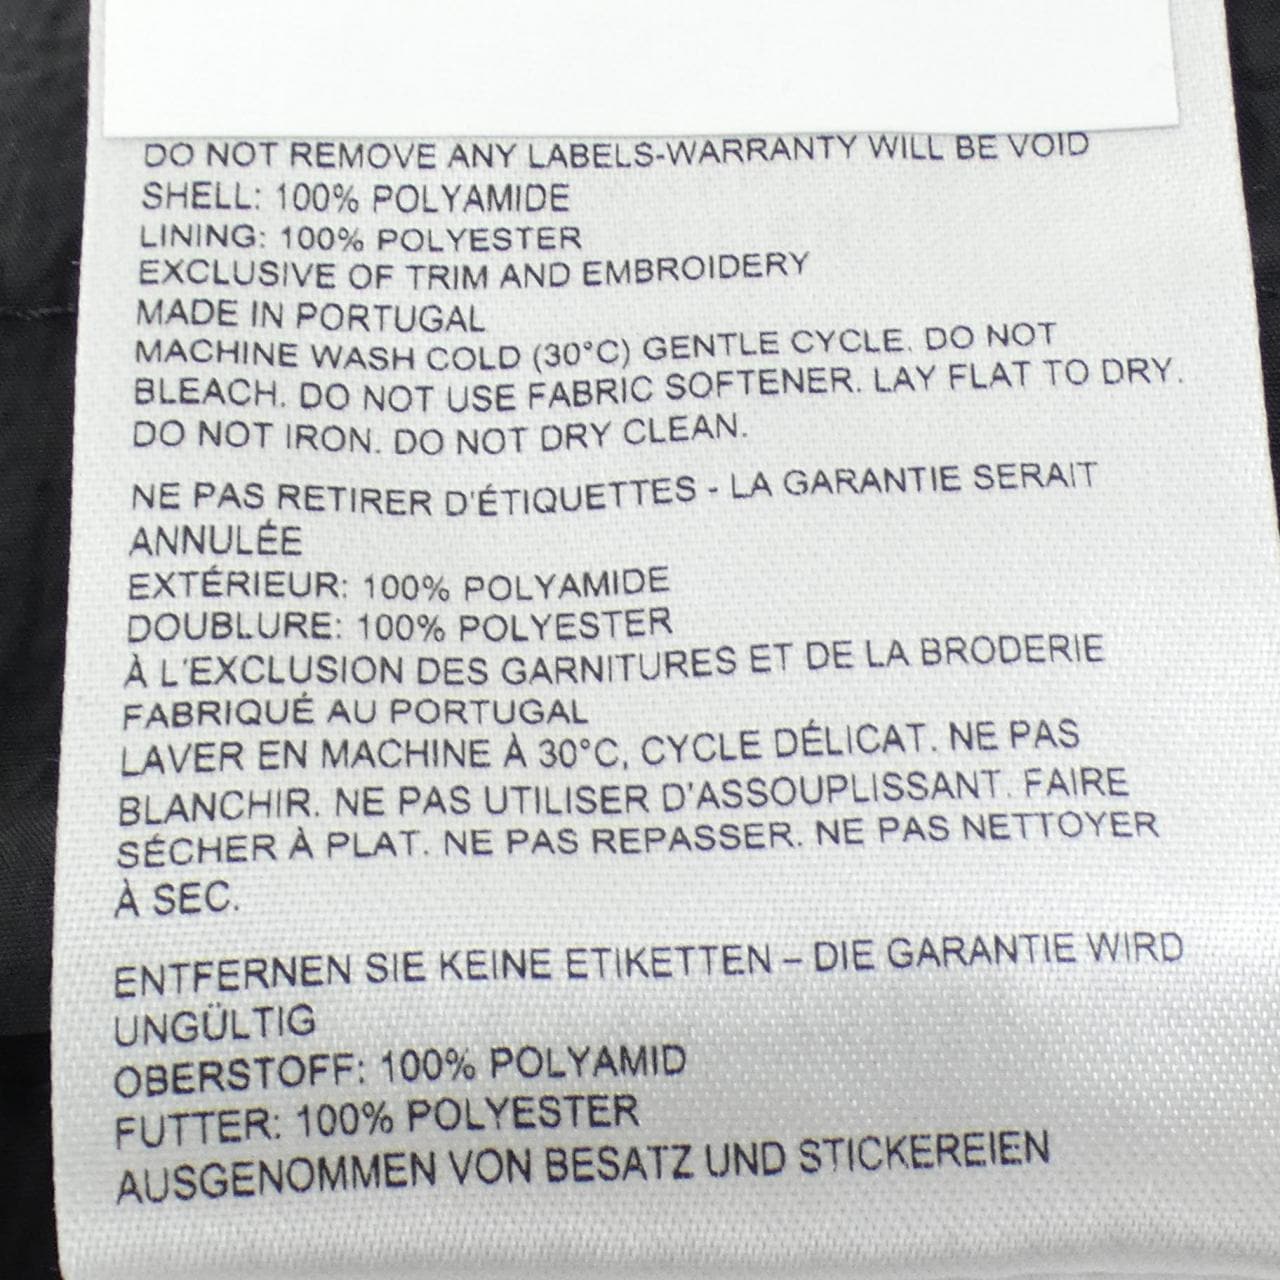 DO NOT REMOVE ANY LABELS-WARRANTY WILL BE VOID
SHELL: 100% POLYAMIDE
LINING: 100% POLYESTER
EXCLUSIVE OF TRIM AND EMBROIDERY
MADE IN PORTUGAL
MACHINE WASH COLD (30°C) GENTLE CYCLE. DO NOT
BLEACH. DO NOT USE FABRIC SOFTENER. LAY FLAT TO DRY.
DO NOT IRON. DO NOT DRY CLEAN.
NE PAS RETIRER D'ÉTIQUETTES - LA GARANTIE SERAIT
ANNULÉE
EXTÉRIEUR: 100% POLYAMIDE
DOUBLURE: 100% POLYESTER
À L'EXCLUSION DES GARNITURES ET DE LA BRODERIE
FABRIQUÉ AU PORTUGAL
LAVER EN MACHINE À 30°C, CYCLE DÉLICAT. NE PAS
BLANCHIR. NE PAS UTILISER D'ASSOUPLISSANT. FAIRE
SÉCHER À PLAT. NE PAS REPASSER. NE PAS NETTOYER
À SEC.
ENTFERNEN SIE KEINE ETIKETTEN – DIE GARANTIE WIRD
UNGÜLTIG
OBERSTOFF: 100% POLYAMID
FUTTER: 100% POLYESTER
AUSGENOMMEN VON BESATZ UND STICKEREIEN